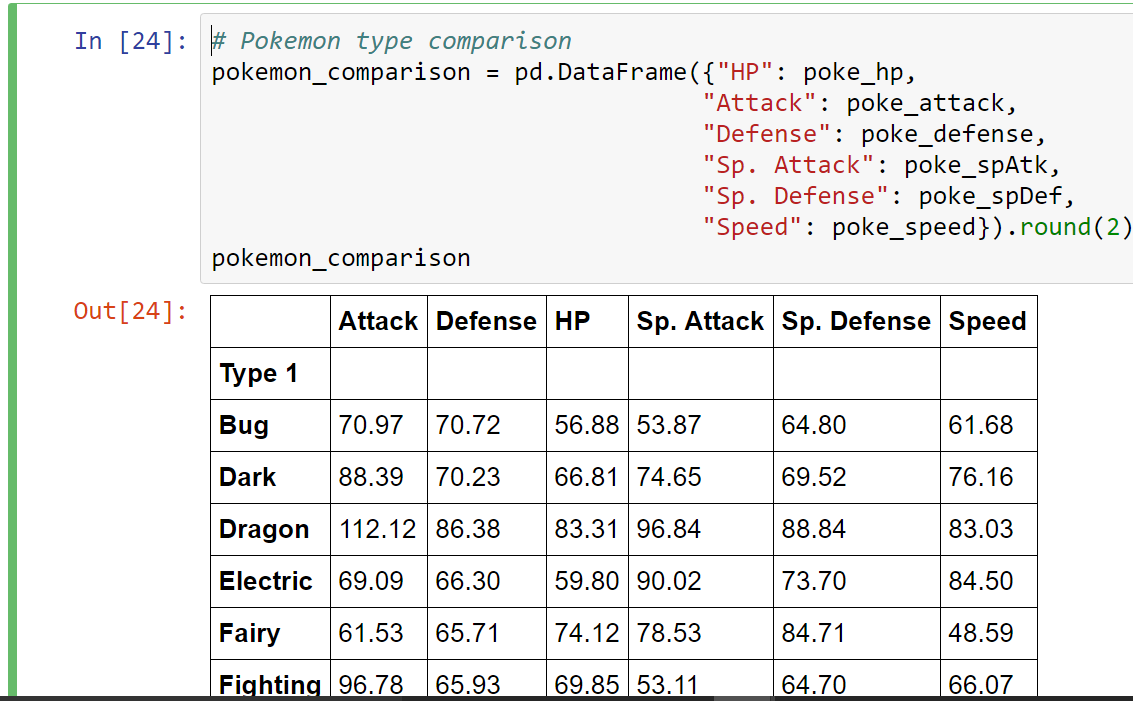 In [24]: # Pokemon type comparison
pokemon_comparison = pd.DataFrame({"HP": poke_hp,
"Attack": poke_attack,
"Defense": poke_defense,
"Sp. Attack": poke_spAtk,
"Sp. Defense": poke_spDef,
"Speed": poke_speed}).round(2)
pokemon_comparison
Out[24]:
Attack Defense HP Sp. Attack Sp. Defense Speed
Type 1
Bug 70.97 70.72 56.88 53.87 64.80 61.68
Dark 88.39 70.23 66.81 74.65 69.52 76.16
Dragon 112.12 86.38 83.31 96.84 88.84 83.03
Electric 69.09 66.30 59.80 90.02 73.70 84.50
Fairy 61.53 65.71 74.12 78.53 84.71 48.59
Fighting 96.78 65.93 69.85 53.11 64.70 66.07